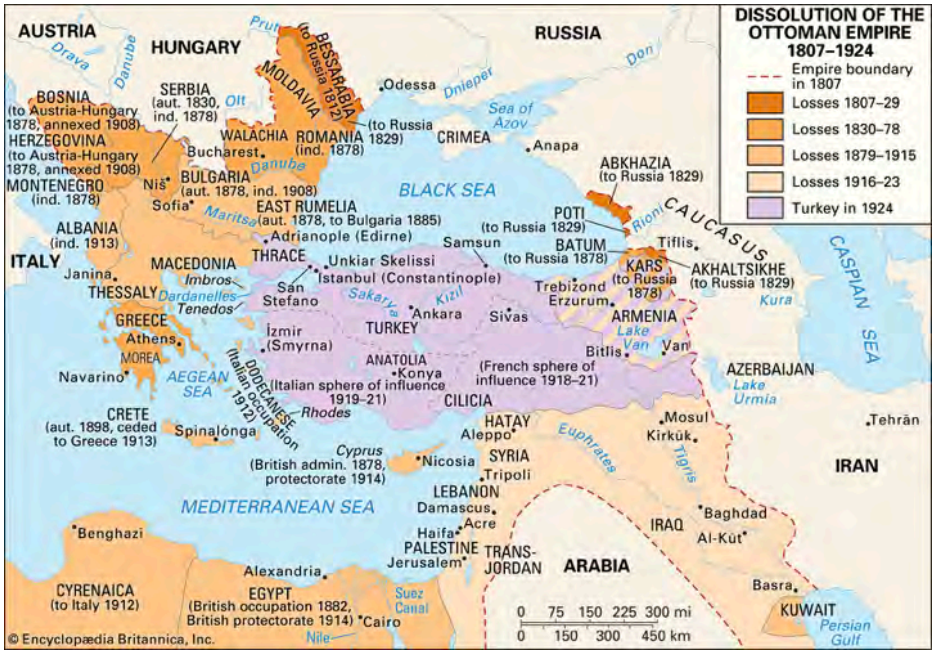 DISSOLUTION OF THE
OTTOMAN EMPIRE
1807–1924
Empire boundary
in 1807
Losses 1807–29
Losses 1830–78
Losses 1879–1915
Losses 1916–23
Turkey in 1924
AUSTRIA
HUNGARY
RUSSIA
Drava
Danube
Prut
BESSARABIA
(to Russia 1812)
MOLDAVIA
Odessa
Dnieper
Don
Sea of
Azov
CRIMEA
Anapa
BOSNIA
(to Austria-Hungary
1878, annexed 1908)
HERZEGOVINA
(to Austria-Hungary
1878, annexed 1908)
MONTENEGRO
(ind. 1878)
SERBIA
(aut. 1830,
ind. 1878)
Olt
WALACHIA
Bucharest
ROMANIA
(ind. 1878)
(to Russia
1829)
Danube
Niš
BULGARIA
(aut. 1878, ind. 1908)
Sofia
BLACK SEA
EAST RUMELIA
(aut. 1878, to Bulgaria 1885)
Maritsa
ABKHAZIA
(to Russia 1829)
POTI
(to Russia 1829)
Rioni
CAUCASUS
BATUM
(to Russia 1878)
Tiflis
AKHALTSIKHE
(to Russia 1829)
KARS
(to Russia
1878)
Kura
CASPIAN SEA
ALBANIA
(ind. 1913)
ITALY
Janina
Adrianople (Edirne)
THRACE
Unkiar Skelissi
Istanbul (Constantinople)
San
Stefano
Samsun
MACEDONIA
Imbros
Dardanelles
Tenedos
THESSALY
GREECE
Athens
MOREA
Navarino
AEGEAN
SEA
Sakarya
Kizil
Ankara
TURKEY
Sivas
Trebizond
Erzurum
ARMENIA
Lake
Van
Bitlis
Van
İzmir
(Smyrna)
ANATOLIA
Konya
(Italian sphere of influence
1919–21)
(French sphere of
influence 1918–21)
CILICIA
DODECANESE
(Italian occupation
1912)
Rhodes
AZERBAIJAN
Lake
Urmia
Tehrān
IRAN
CRETE
(aut. 1898, ceded
to Greece 1913)
Spinalónga
Cyprus
(British admin. 1878,
protectorate 1914)
Nicosia
HATAY
Aleppo
SYRIA
Tripoli
LEBANON
Damascus
Acre
Haifa
PALESTINE
Jerusalem
TRANS-
JORDAN
Euphrates
Mosul
Kirkūk
Tigris
Baghdad
IRAQ
Al-Kūt
Basra
KUWAIT
Persian
Gulf
ARABIA
MEDITERRANEAN SEA
Benghazi
CYRENAICA
(to Italy 1912)
Alexandria
EGYPT
(British occupation 1882,
British protectorate 1914)
Cairo
Suez
Canal
Nile
0 75 150 225 300 mi
0 150 300 450 km
© Encyclopædia Britannica, Inc.